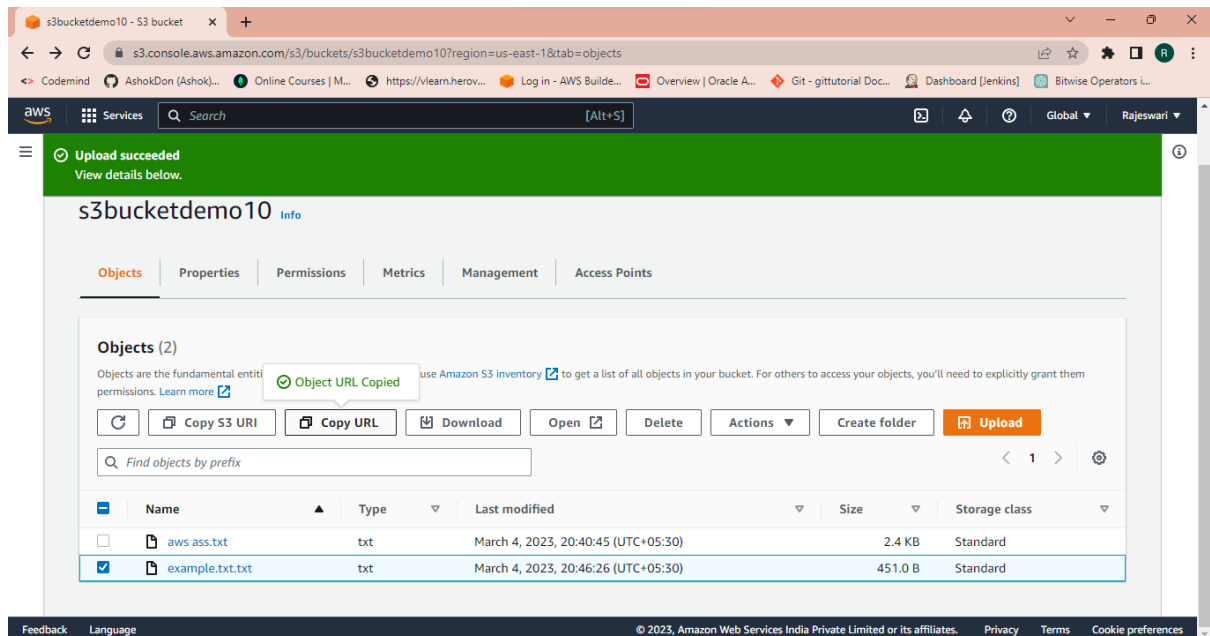 s3bucketdemo10 - S3 bucket
s3.console.aws.amazon.com/s3/buckets/s3bucketdemo10?region=us-east-1&tab=objects
R
Codemind AshokDon (Ashok)... Online Courses | M... https://vlearn.herov... Log in - AWS Builde... Overview | Oracle A... Git - gittutorial Doc... Dashboard [Jenkins] Bitwise Operators i...
aws Services Search [Alt+S] Global Rajeswari
Upload succeeded
View details below.
s3bucketdemo10 Info
Objects Properties Permissions Metrics Management Access Points
Objects (2)
Objects are the fundamental entiti use Amazon S3 inventory to get a list of all objects in your bucket. For others to access your objects, you'll need to explicitly grant them
permissions. Learn more
Object URL Copied
Copy S3 URI Copy URL Download Open Delete Actions Create folder Upload
Find objects by prefix 1
Name Type Last modified Size Storage class
aws ass.txt txt March 4, 2023, 20:40:45 (UTC+05:30) 2.4 KB Standard
example.txt.txt txt March 4, 2023, 20:46:26 (UTC+05:30) 451.0 B Standard
Feedback Language © 2023, Amazon Web Services India Private Limited or its affiliates. Privacy Terms Cookie preferences